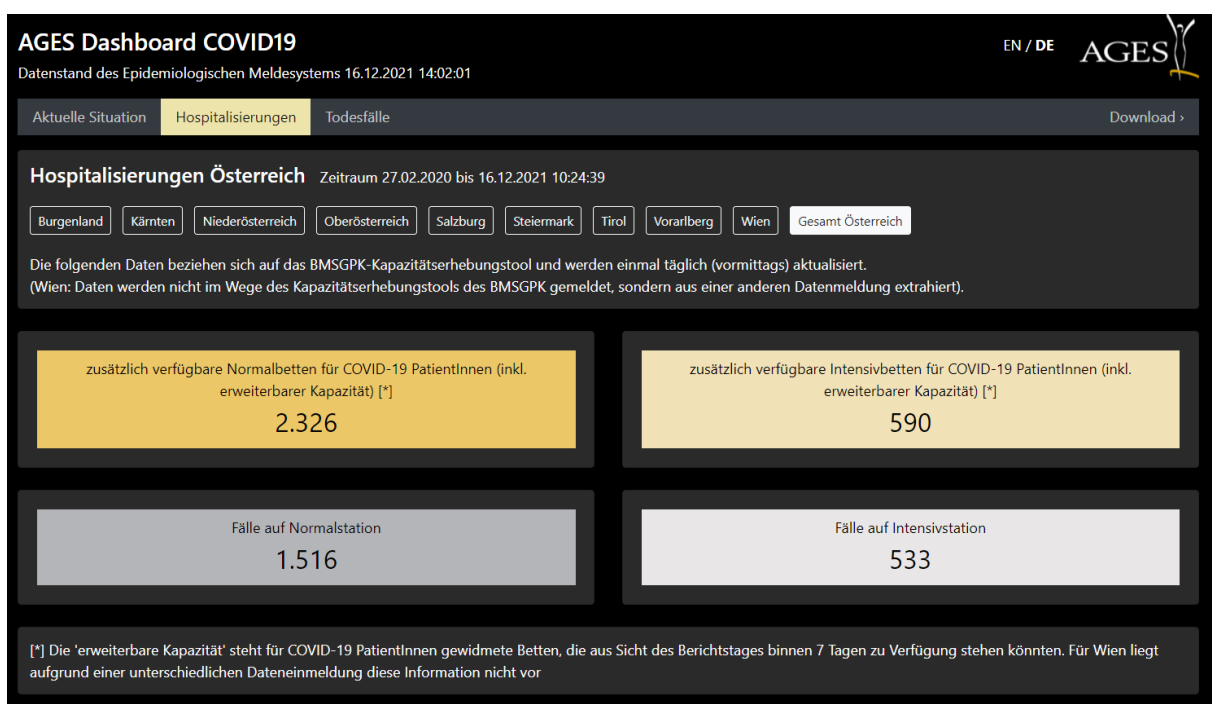 AGES Dashboard COVID19
EN / DE
AGES
Datenstand des Epidemiologischen Meldesystems 16.12.2021 14:02:01
Aktuelle Situation Hospitalisierungen Todesfälle Download ›
Hospitalisierungen Österreich Zeitraum 27.02.2020 bis 16.12.2021 10:24:39
Burgenland Kärnten Niederösterreich Oberösterreich Salzburg Steiermark Tirol Vorarlberg Wien Gesamt Österreich
Die folgenden Daten beziehen sich auf das BMSGPK-Kapazitätserhebungstool und werden einmal täglich (vormittags) aktualisiert.
(Wien: Daten werden nicht im Wege des Kapazitätserhebungstools des BMSGPK gemeldet, sondern aus einer anderen Datenmeldung extrahiert).
zusätzlich verfügbare Normalbetten für COVID-19 PatientInnen (inkl.
erweiterbarer Kapazität) [*]
2.326
zusätzlich verfügbare Intensivbetten für COVID-19 PatientInnen (inkl.
erweiterbarer Kapazität) [*]
590
Fälle auf Normalstation
1.516
Fälle auf Intensivstation
533
[*] Die 'erweiterbare Kapazität' steht für COVID-19 PatientInnen gewidmete Betten, die aus Sicht des Berichtstages binnen 7 Tagen zu Verfügung stehen könnten. Für Wien liegt
aufgrund einer unterschiedlichen Dateneinmeldung diese Information nicht vor